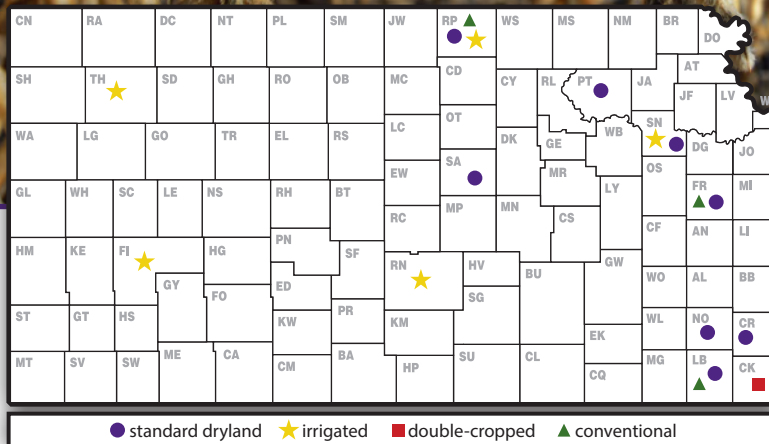 CN RA DC NT PL SM JW RP WS MS NM BR DO
SH TH SD GH RO OB MC CD CY RL PT JA AT
JF LV W
WA LG GO TR EL RS LC OT DK GE WB SN DG JO
GL WH SC LE NS RH BT EW SA MR OS FR MI
RC MP MN CS LY
HM KE FI HG PN SF RN HV BU GW CF AN LI
GY FO ED SG WO AL BB
ST GT HS KW PR KM EK WL NO CR
MT SV SW ME CA CM BA HP SU CL CQ MG LB CK
standard dryland irrigated double-cropped conventional